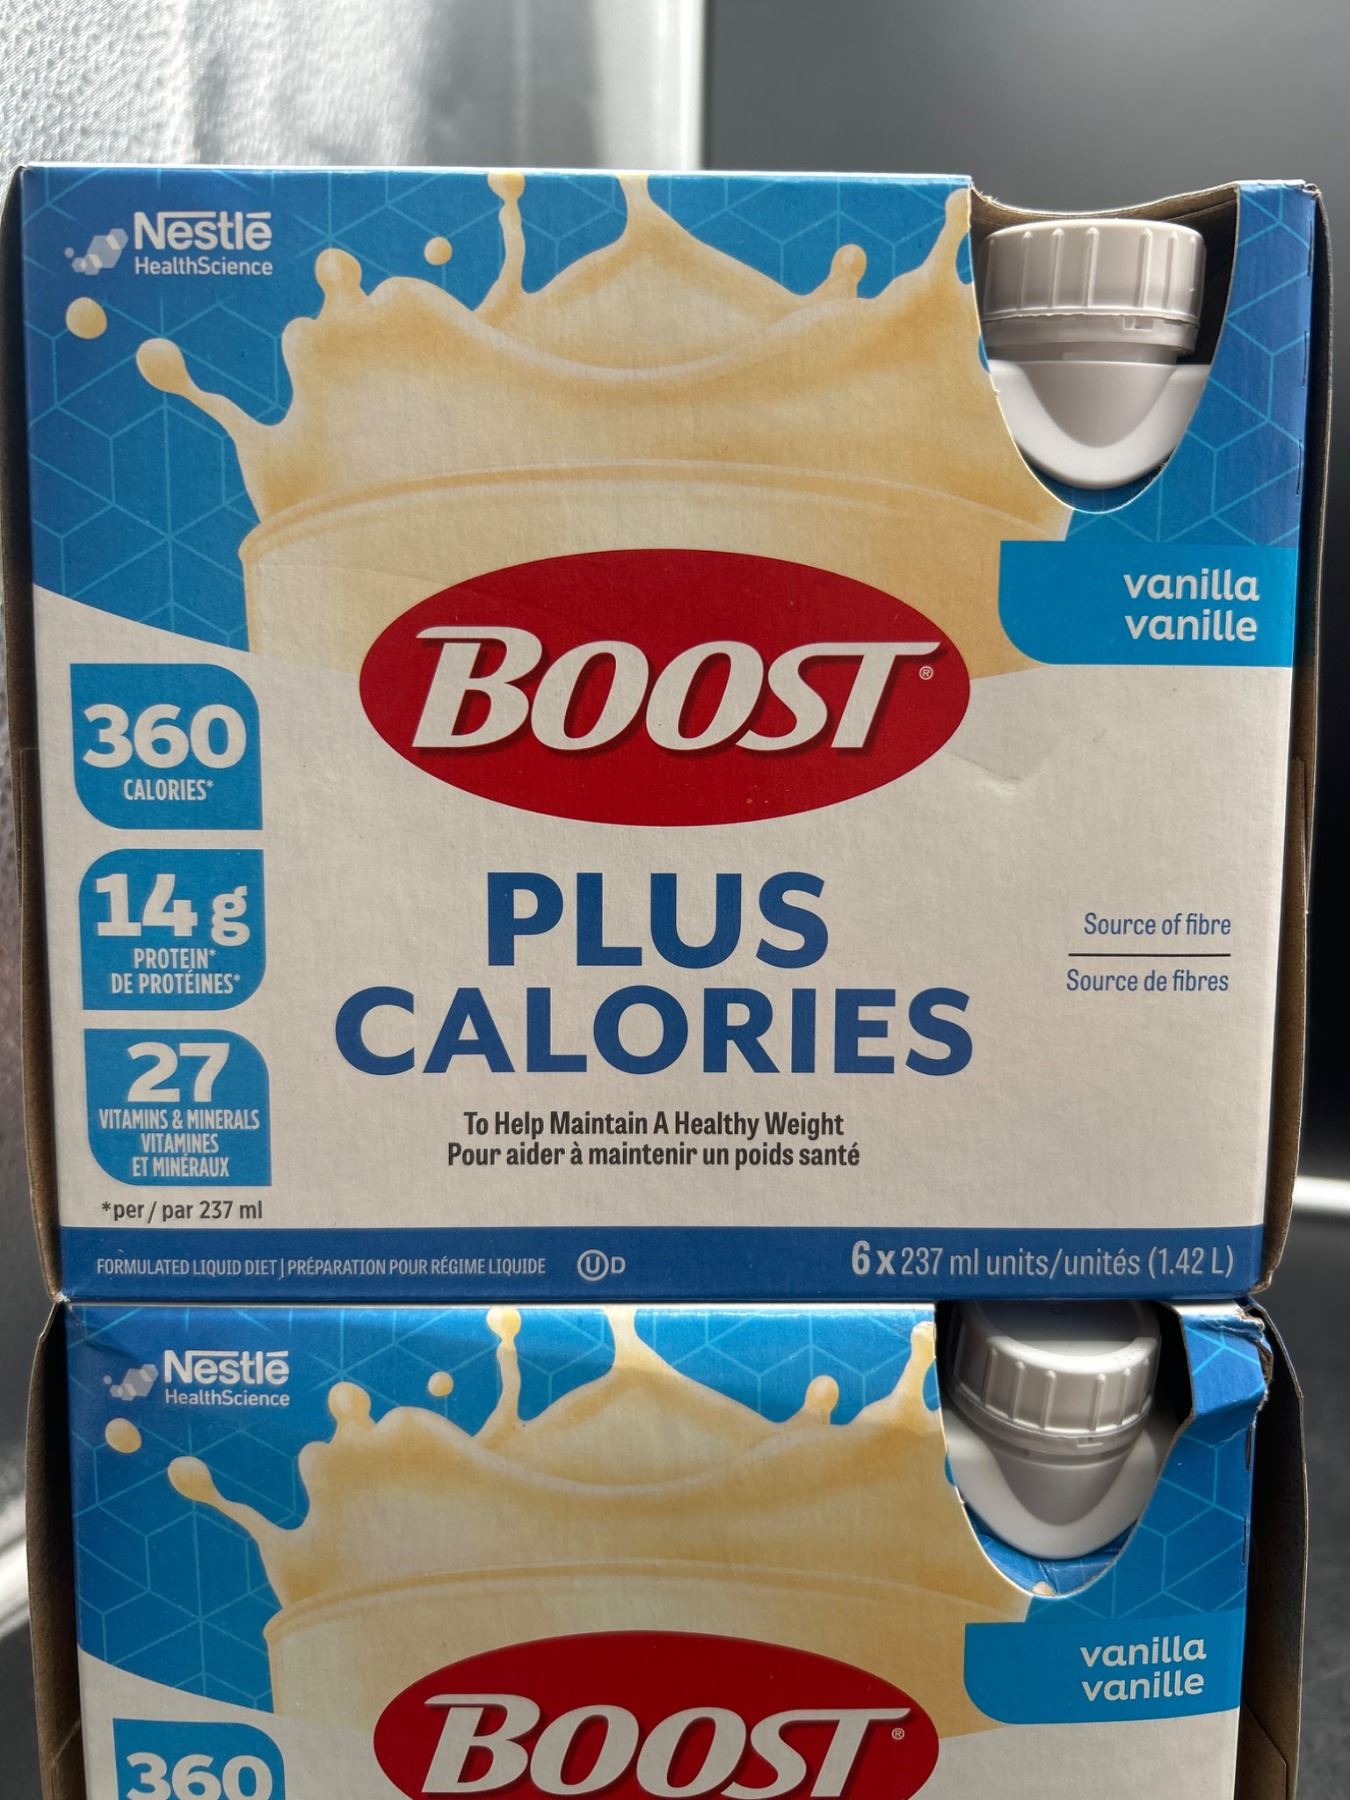 Nestlé
HealthScience
vanilla
vanille
BOOST®
360
CALORIES*
14 g
PROTEIN*
DE PROTÉINES*
27
VITAMINS & MINERALS
VITAMINES
ET MINÉRAUX
*per / par 237 ml
PLUS
CALORIES
Source of fibre
Source de fibres
To Help Maintain A Healthy Weight
Pour aider à maintenir un poids santé
FORMULATED LIQUID DIET | PRÉPARATION POUR RÉGIME LIQUIDE
Ⓤ D
6 x 237 ml units/unités (1.42 L)
Nestlé
HealthScience
vanilla
vanille
BOOST®
360